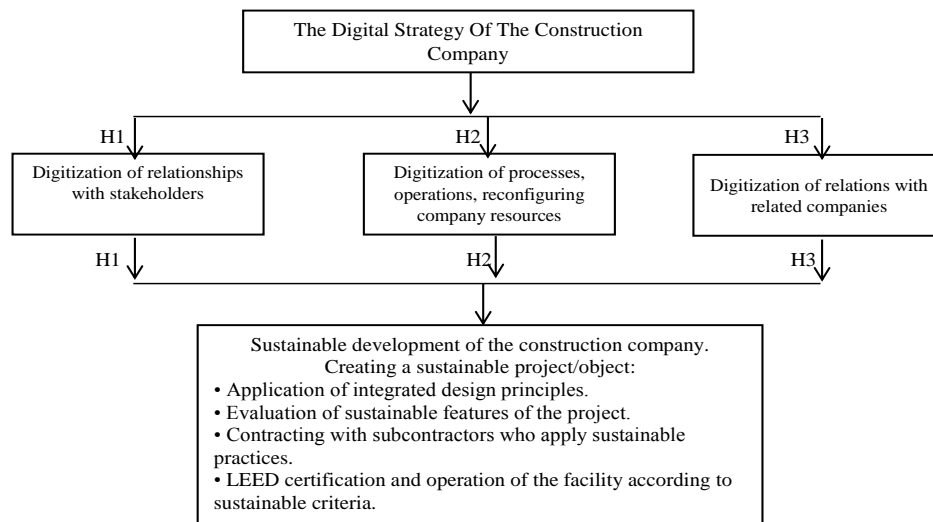 The Digital Strategy Of The Construction
Company
H1
H2
H3
Digitization of relationships
with stakeholders
Digitization of processes,
operations, reconfiguring
company resources
Digitization of relations with
related companies
H1
H2
H3
Sustainable development of the construction company.
Creating a sustainable project/object:
• Application of integrated design principles.
• Evaluation of sustainable features of the project.
• Contracting with subcontractors who apply sustainable
practices.
• LEED certification and operation of the facility according to
sustainable criteria.